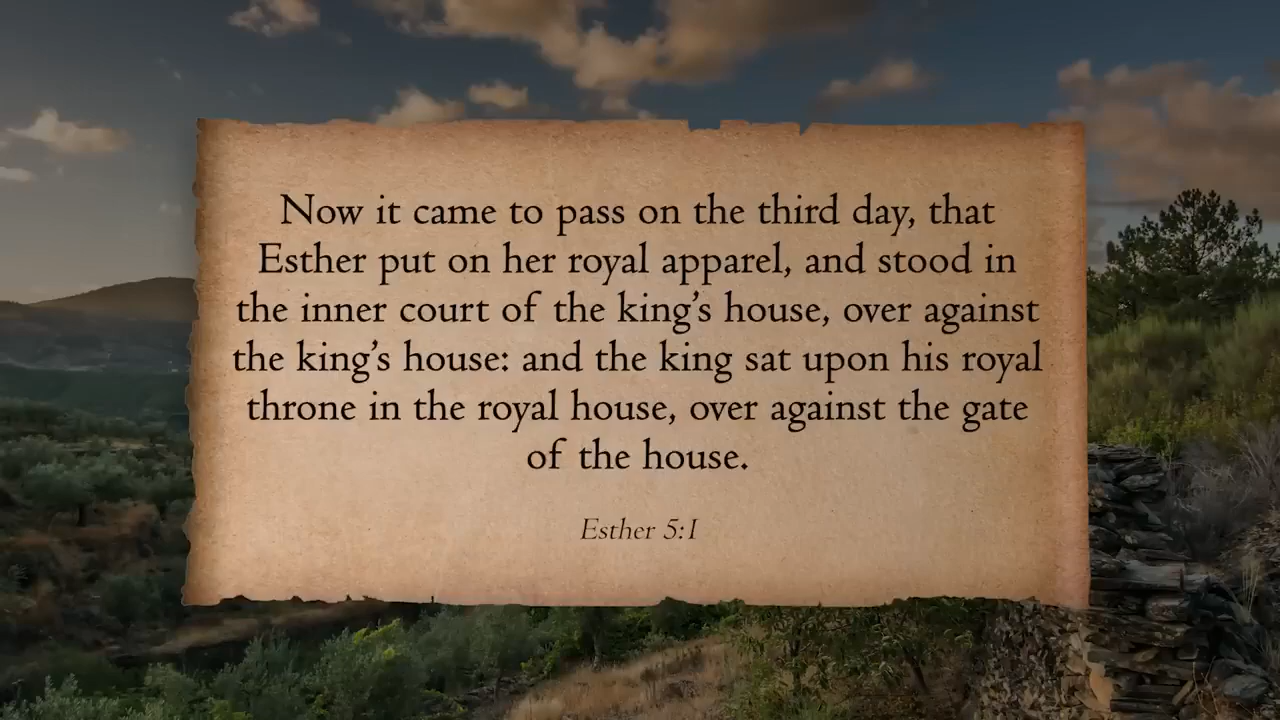 Now it came to pass on the third day, that
Esther put on her royal apparel, and stood in
the inner court of the king’s house, over against
the king’s house: and the king sat upon his royal
throne in the royal house, over against the gate
of the house.
Esther 5:1